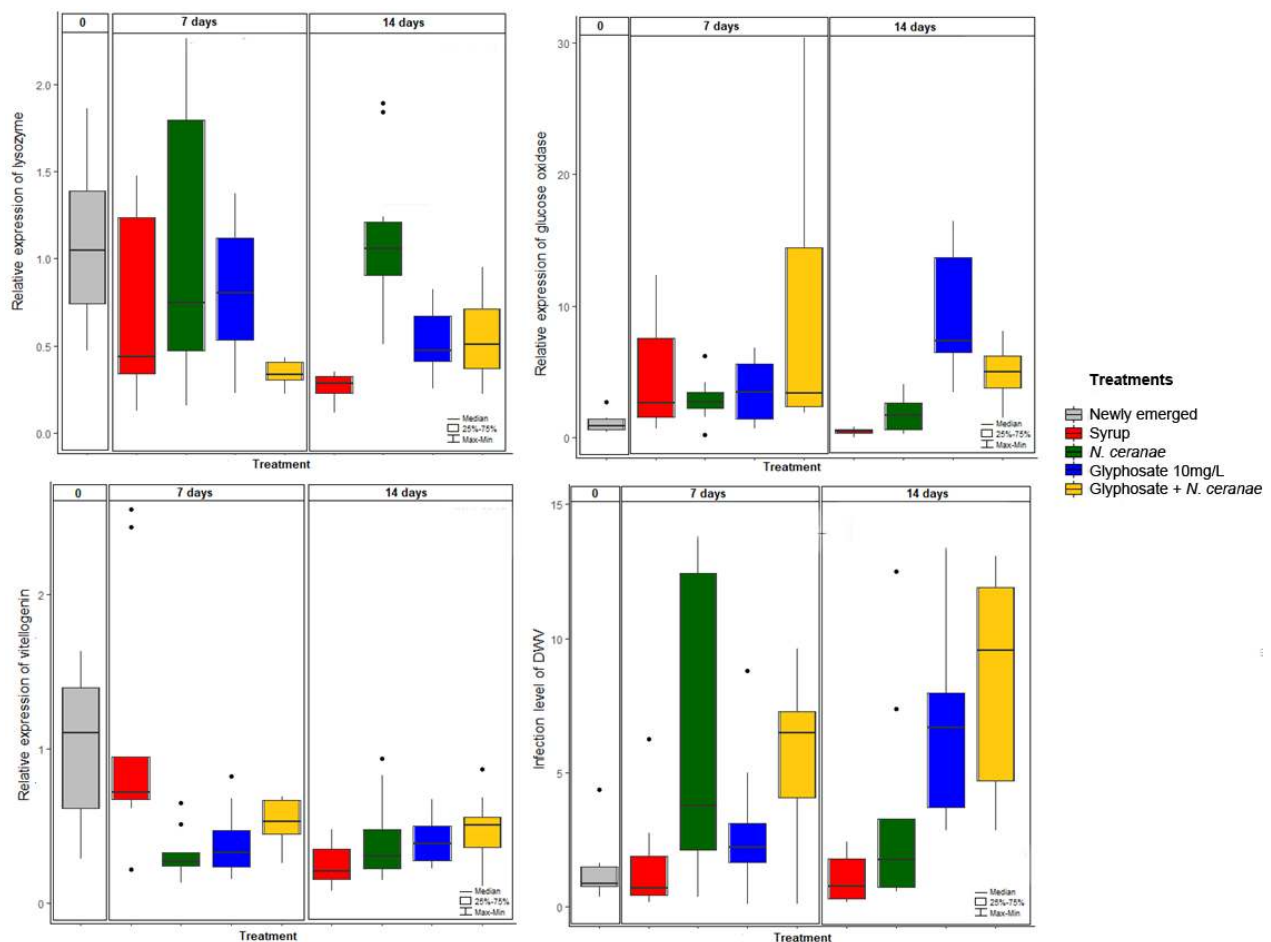 0 7 days 14 days
Relative expression of lysozyme
2.0
1.5
1.0
0.5
0.0
Median
25%-75%
Max-Min
Treatment
0 7 days 14 days
Relative expression of glucose oxidase
30
20
10
0
Median
25%-75%
Max-Min
Treatment
Treatments
Newly emerged
Syrup
N. ceranae
Glyphosate 10mg/L
Glyphosate + N. ceranae
0 7 days 14 days
Relative expression of vitellogenin
2
1
0
Median
25%-75%
Max-Min
Treatment
0 7 days 14 days
Infection level of DWV
15
10
5
0
Median
25%-75%
Max-Min
Treatment